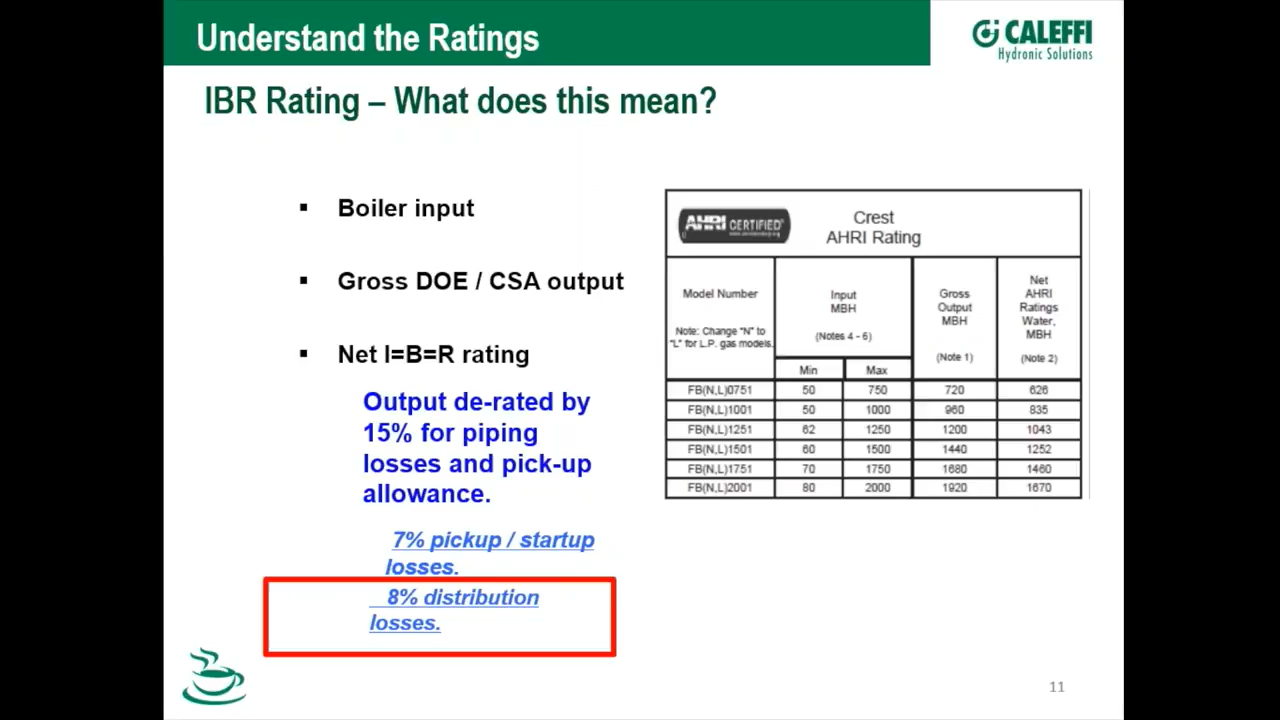 Understand the Ratings
CALEFFI
Hydronic Solutions
IBR Rating – What does this mean?
▪ Boiler input
▪ Gross DOE / CSA output
▪ Net I=B=R rating
Output de-rated by
15% for piping
losses and pick-up
allowance.
7% pickup / startup
losses.
8% distribution
losses.
AHRI CERTIFIED
Crest
AHRI Rating
Model Number
Note: Change "N" to
"L" for L.P. gas models.
Input
MBH
(Notes 4 - 6)
Min Max
Gross
Output
MBH
(Note 1)
Net
AHRI
Ratings
Water,
MBH
(Note 2)
FB(N,L)0751 50 750 720 626
FB(N,L)1001 50 1000 960 835
FB(N,L)1251 62 1250 1200 1043
FB(N,L)1501 60 1500 1440 1252
FB(N,L)1751 70 1750 1680 1460
FB(N,L)2001 80 2000 1920 1670
11